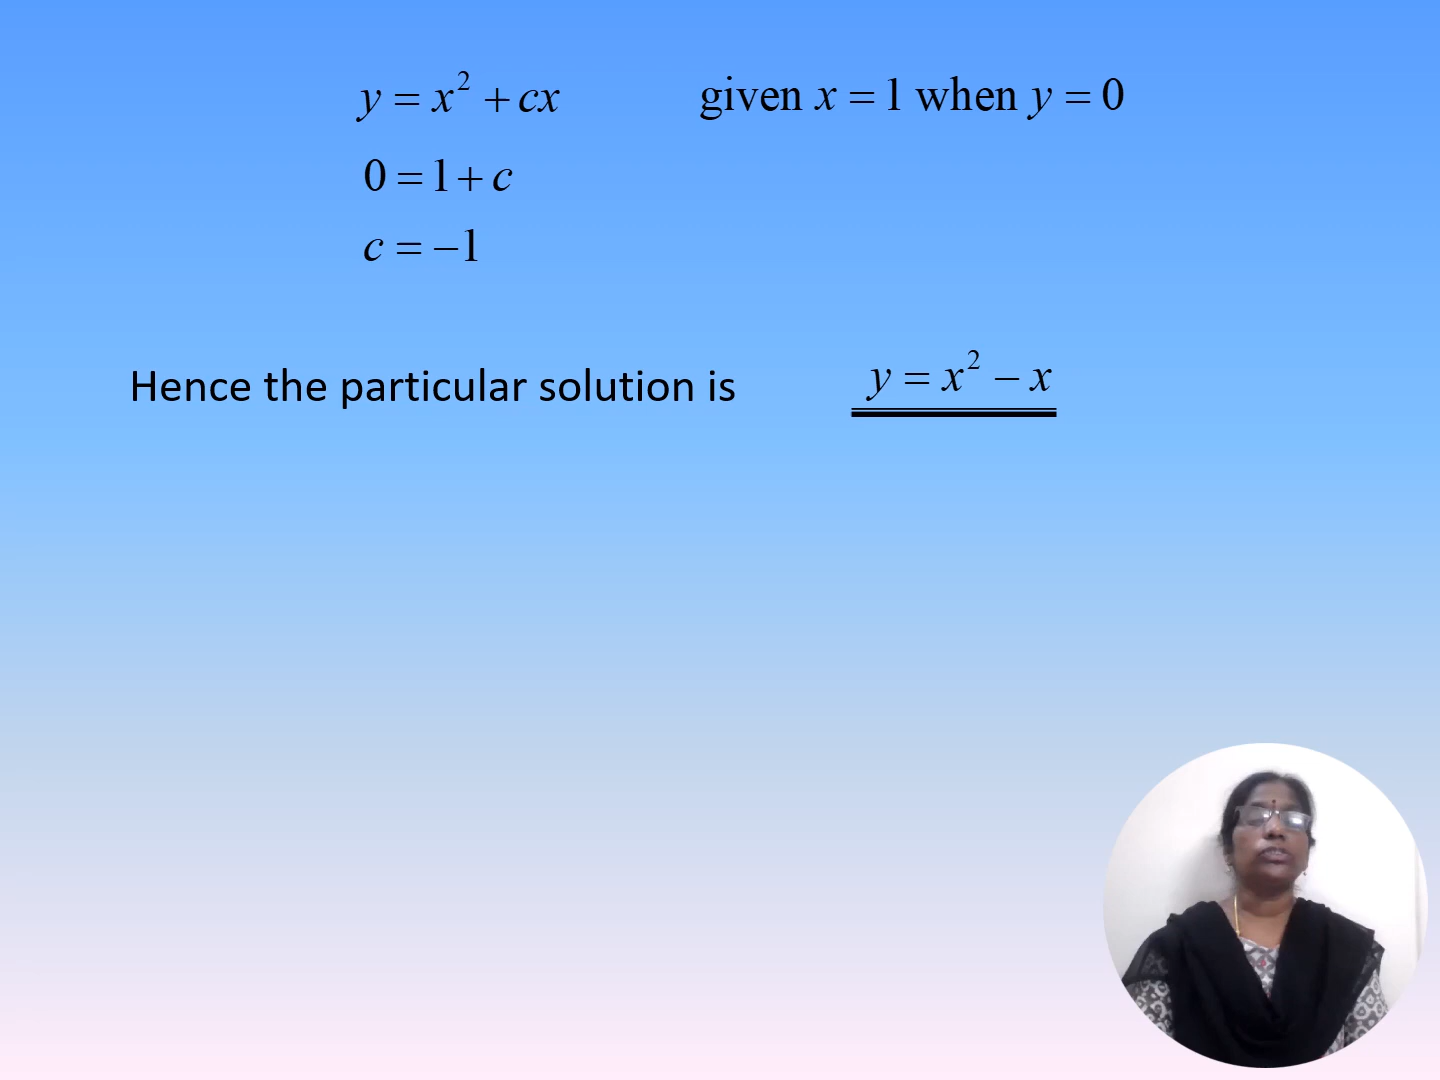 y = x² + cx given x = 1 when y = 0
0 = 1 + c
c = −1
Hence the particular solution is y = x² − x